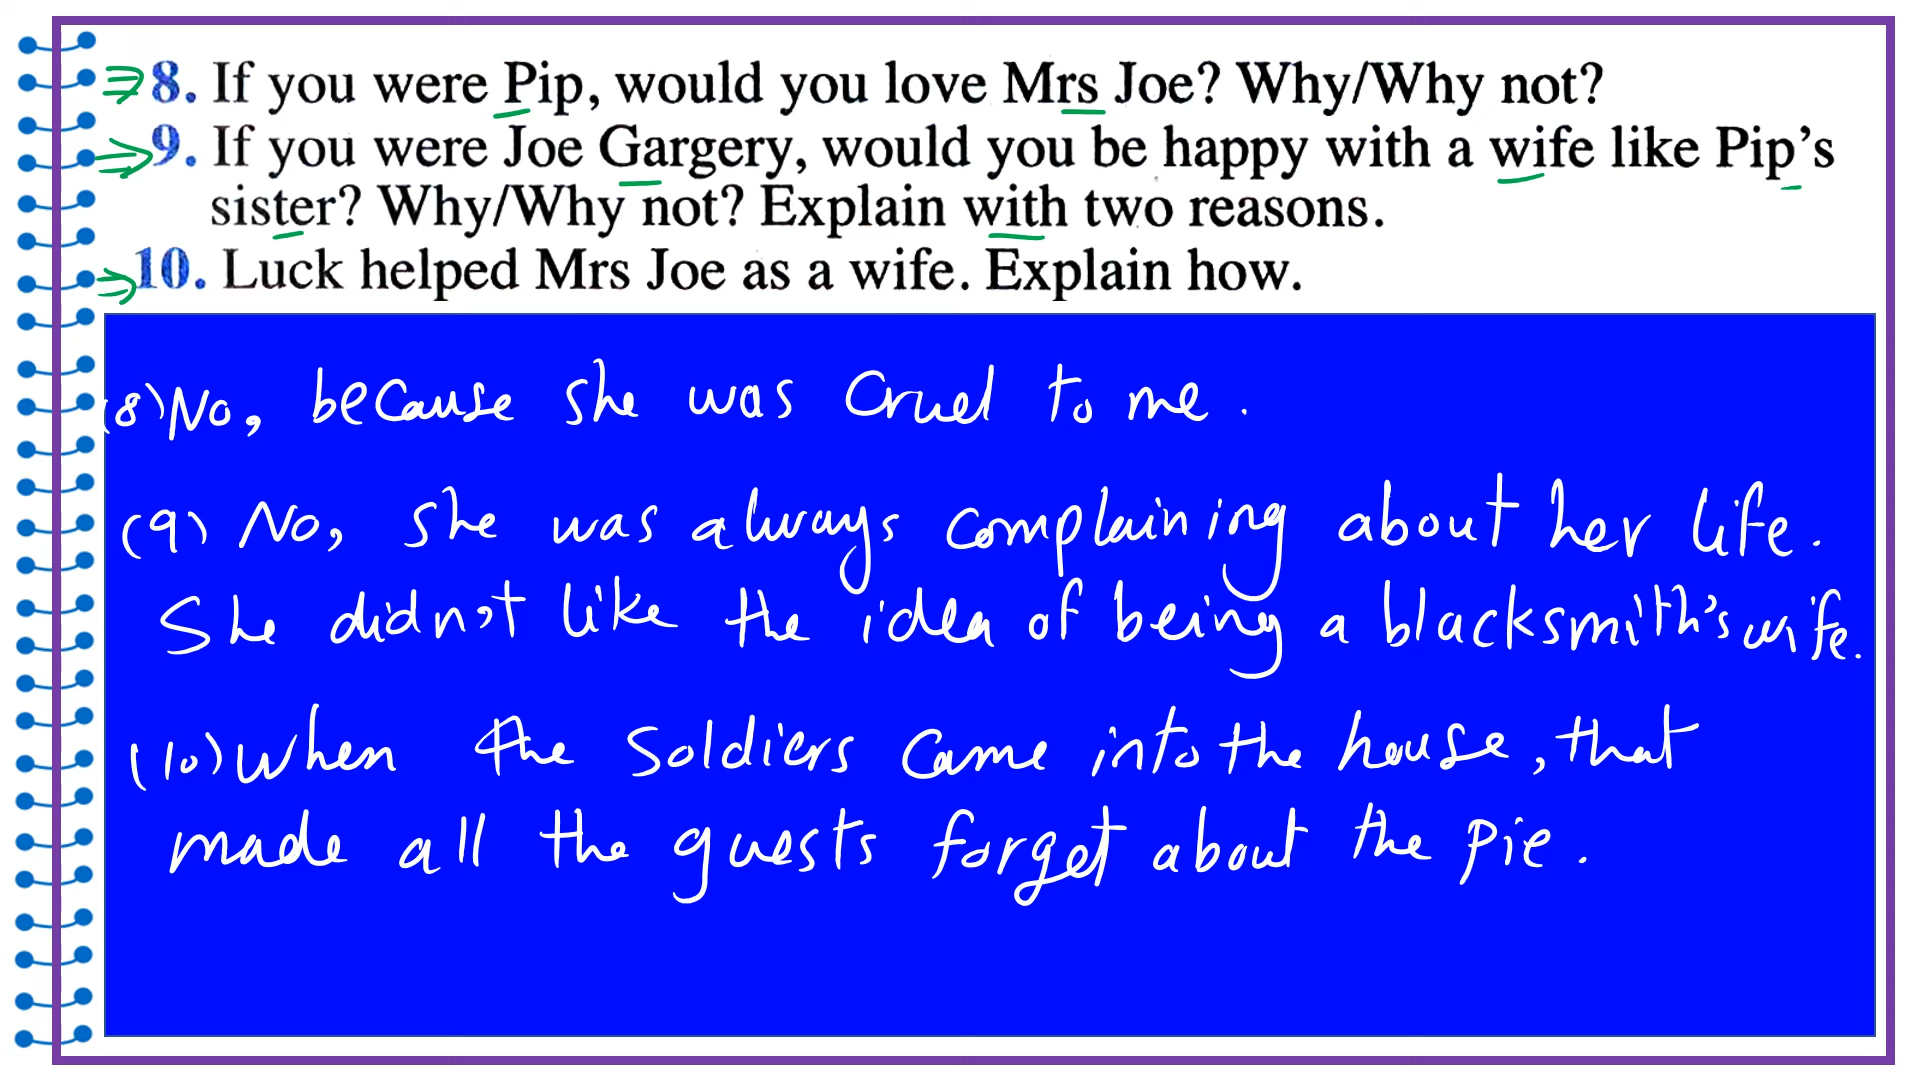 8. If you were Pip, would you love Mrs Joe? Why/Why not?
9. If you were Joe Gargery, would you be happy with a wife like Pip's
sister? Why/Why not? Explain with two reasons.
10. Luck helped Mrs Joe as a wife. Explain how.
(8) No, because she was cruel to me.
(9) No, she was always complaining about her life.
She didn't like the idea of being a blacksmith's wife.
(10) When the soldiers came into the house, that
made all the guests forget about the pie.